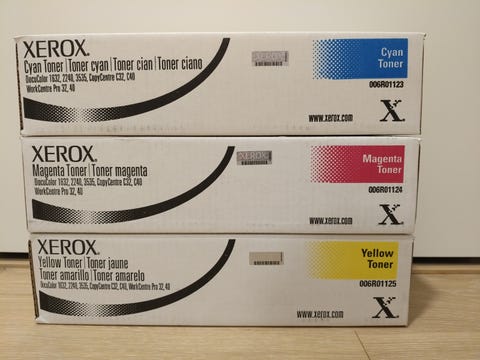 XEROX.
Cyan Toner | Toner cyan | Toner cian | Toner ciano
DocuColor 1632, 2240, 3535, CopyCentre C32, C40
WorkCentre Pro 32, 40
XEROX
Cyan
Toner
006R01123
www.xerox.com
X
XEROX.
Magenta Toner | Toner magenta
DocuColor 1632, 2240, 3535, CopyCentre C32, C40
WorkCentre Pro 32, 40
XEROX
Magenta
Toner
006R01124
www.xerox.com
X
XEROX.
Yellow Toner | Toner jaune
Toner amarillo | Toner amarelo
DocuColor 1632, 2240, 3535, CopyCentre C32, C40, WorkCentre Pro 32, 40
Yellow
Toner
006R01125
www.xerox.com
X